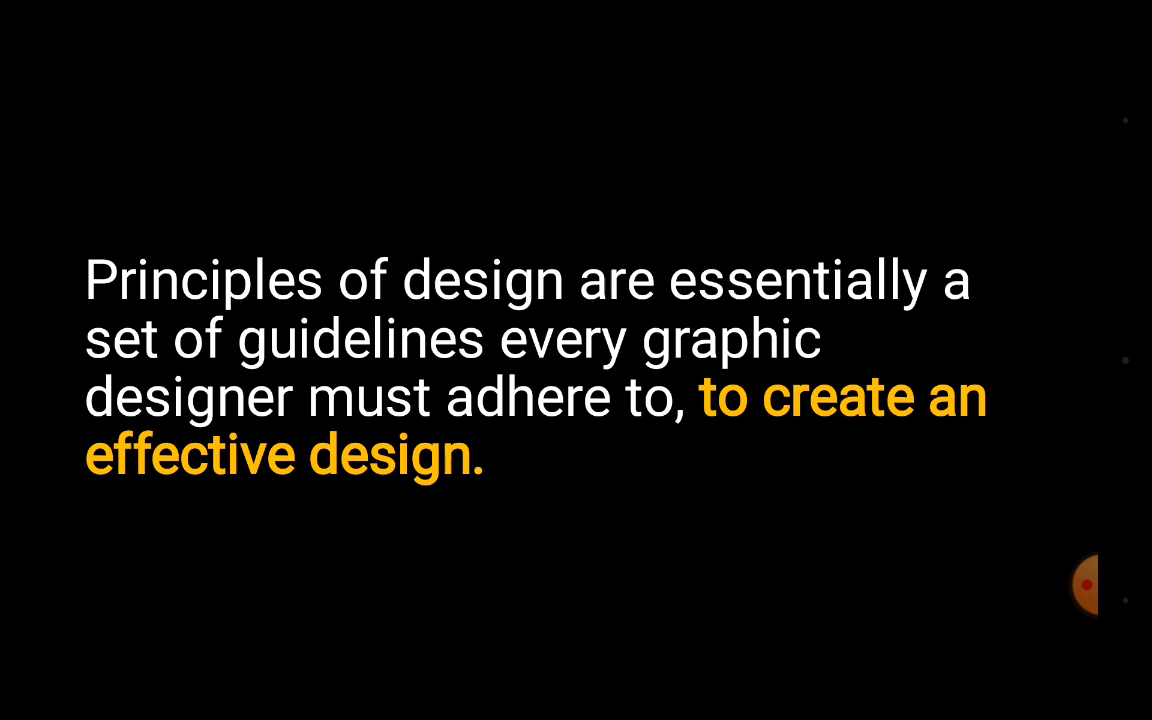 Principles of design are essentially a
set of guidelines every graphic
designer must adhere to, to create an
effective design.